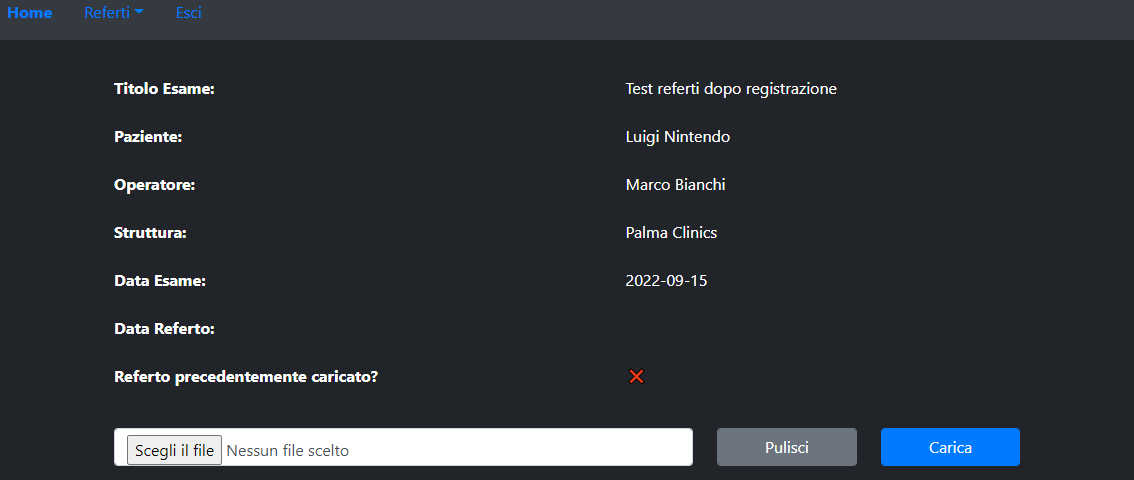 Home Referti Esci
Titolo Esame: Test referti dopo registrazione
Paziente: Luigi Nintendo
Operatore: Marco Bianchi
Struttura: Palma Clinics
Data Esame: 2022-09-15
Data Referto:
Referto precedentemente caricato? ❌
Scegli il file Nessun file scelto Pulisci Carica